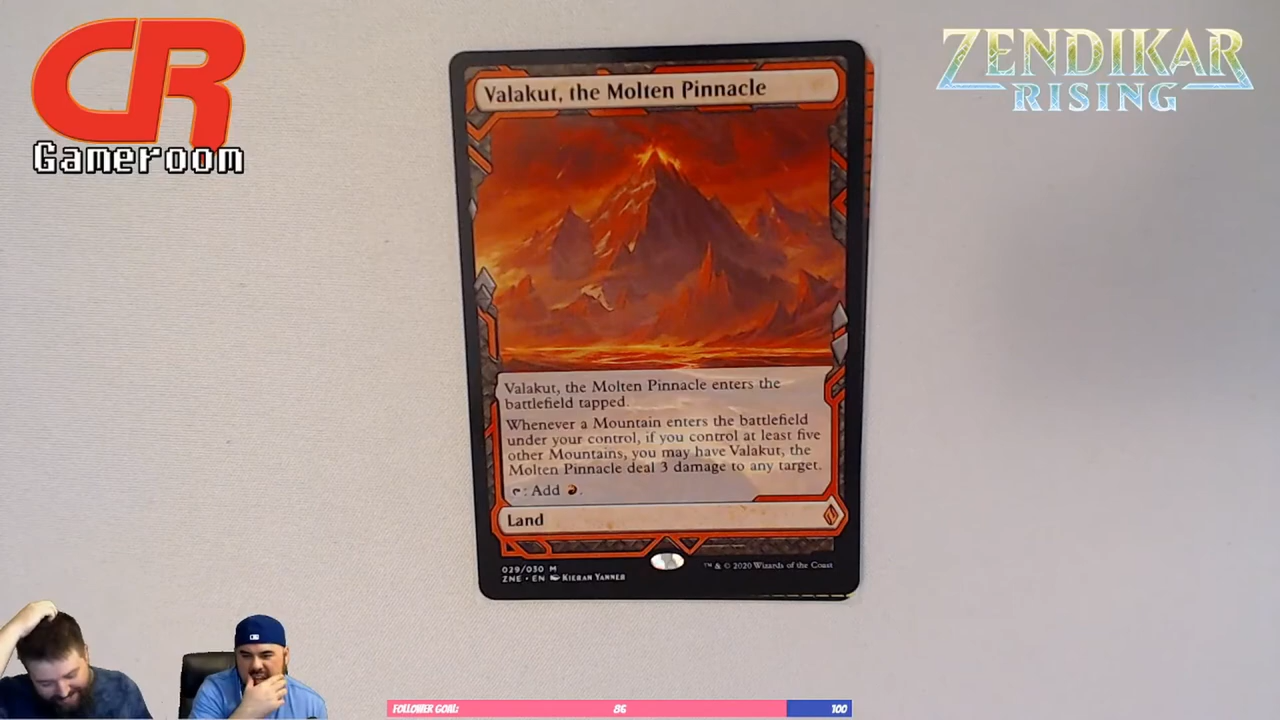 CR
Gameroom
ZENDIKAR
RISING
Valakut, the Molten Pinnacle
Valakut, the Molten Pinnacle enters the
battlefield tapped.
Whenever a Mountain enters the battlefield
under your control, if you control at least five
other Mountains, you may have Valakut, the
Molten Pinnacle deal 3 damage to any target.
: Add .
Land
029/030 M
ZNE • EN KIERAN YANNER
™ & © 2020 Wizards of the Coast
FOLLOWER GOAL: 86 100